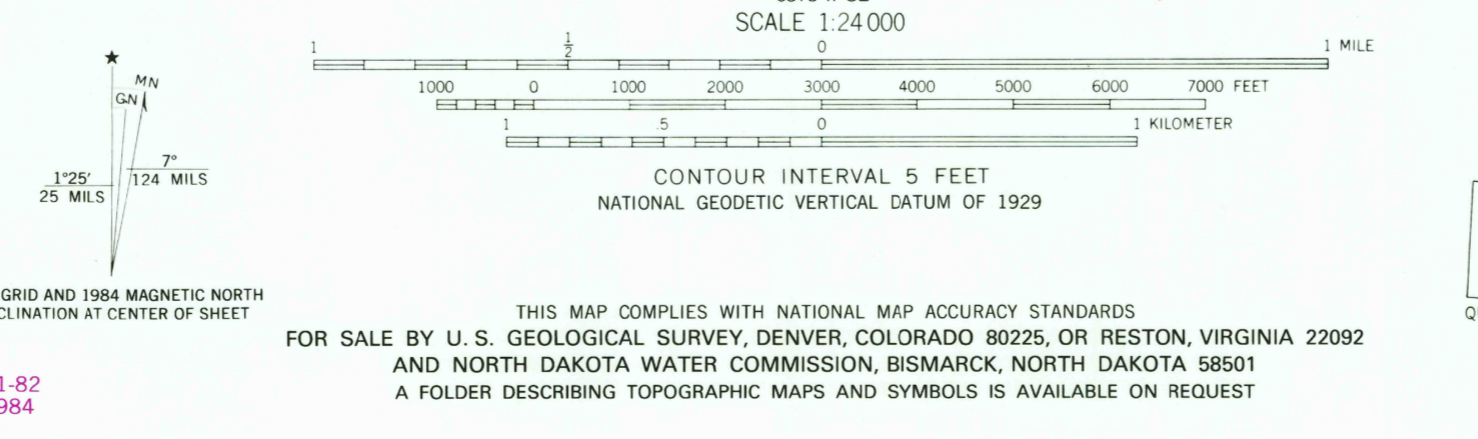 SCALE 1:24 000
1 ½ 0 1 MILE
1000 0 1000 2000 3000 4000 5000 6000 7000 FEET
1 .5 0 1 KILOMETER
CONTOUR INTERVAL 5 FEET
NATIONAL GEODETIC VERTICAL DATUM OF 1929
★
MN
GN
1°25′
25 MILS
7°
124 MILS
GRID AND 1984 MAGNETIC NORTH
CLINATION AT CENTER OF SHEET
THIS MAP COMPLIES WITH NATIONAL MAP ACCURACY STANDARDS
FOR SALE BY U. S. GEOLOGICAL SURVEY, DENVER, COLORADO 80225, OR RESTON, VIRGINIA 22092
AND NORTH DAKOTA WATER COMMISSION, BISMARCK, NORTH DAKOTA 58501
A FOLDER DESCRIBING TOPOGRAPHIC MAPS AND SYMBOLS IS AVAILABLE ON REQUEST
1-82
984